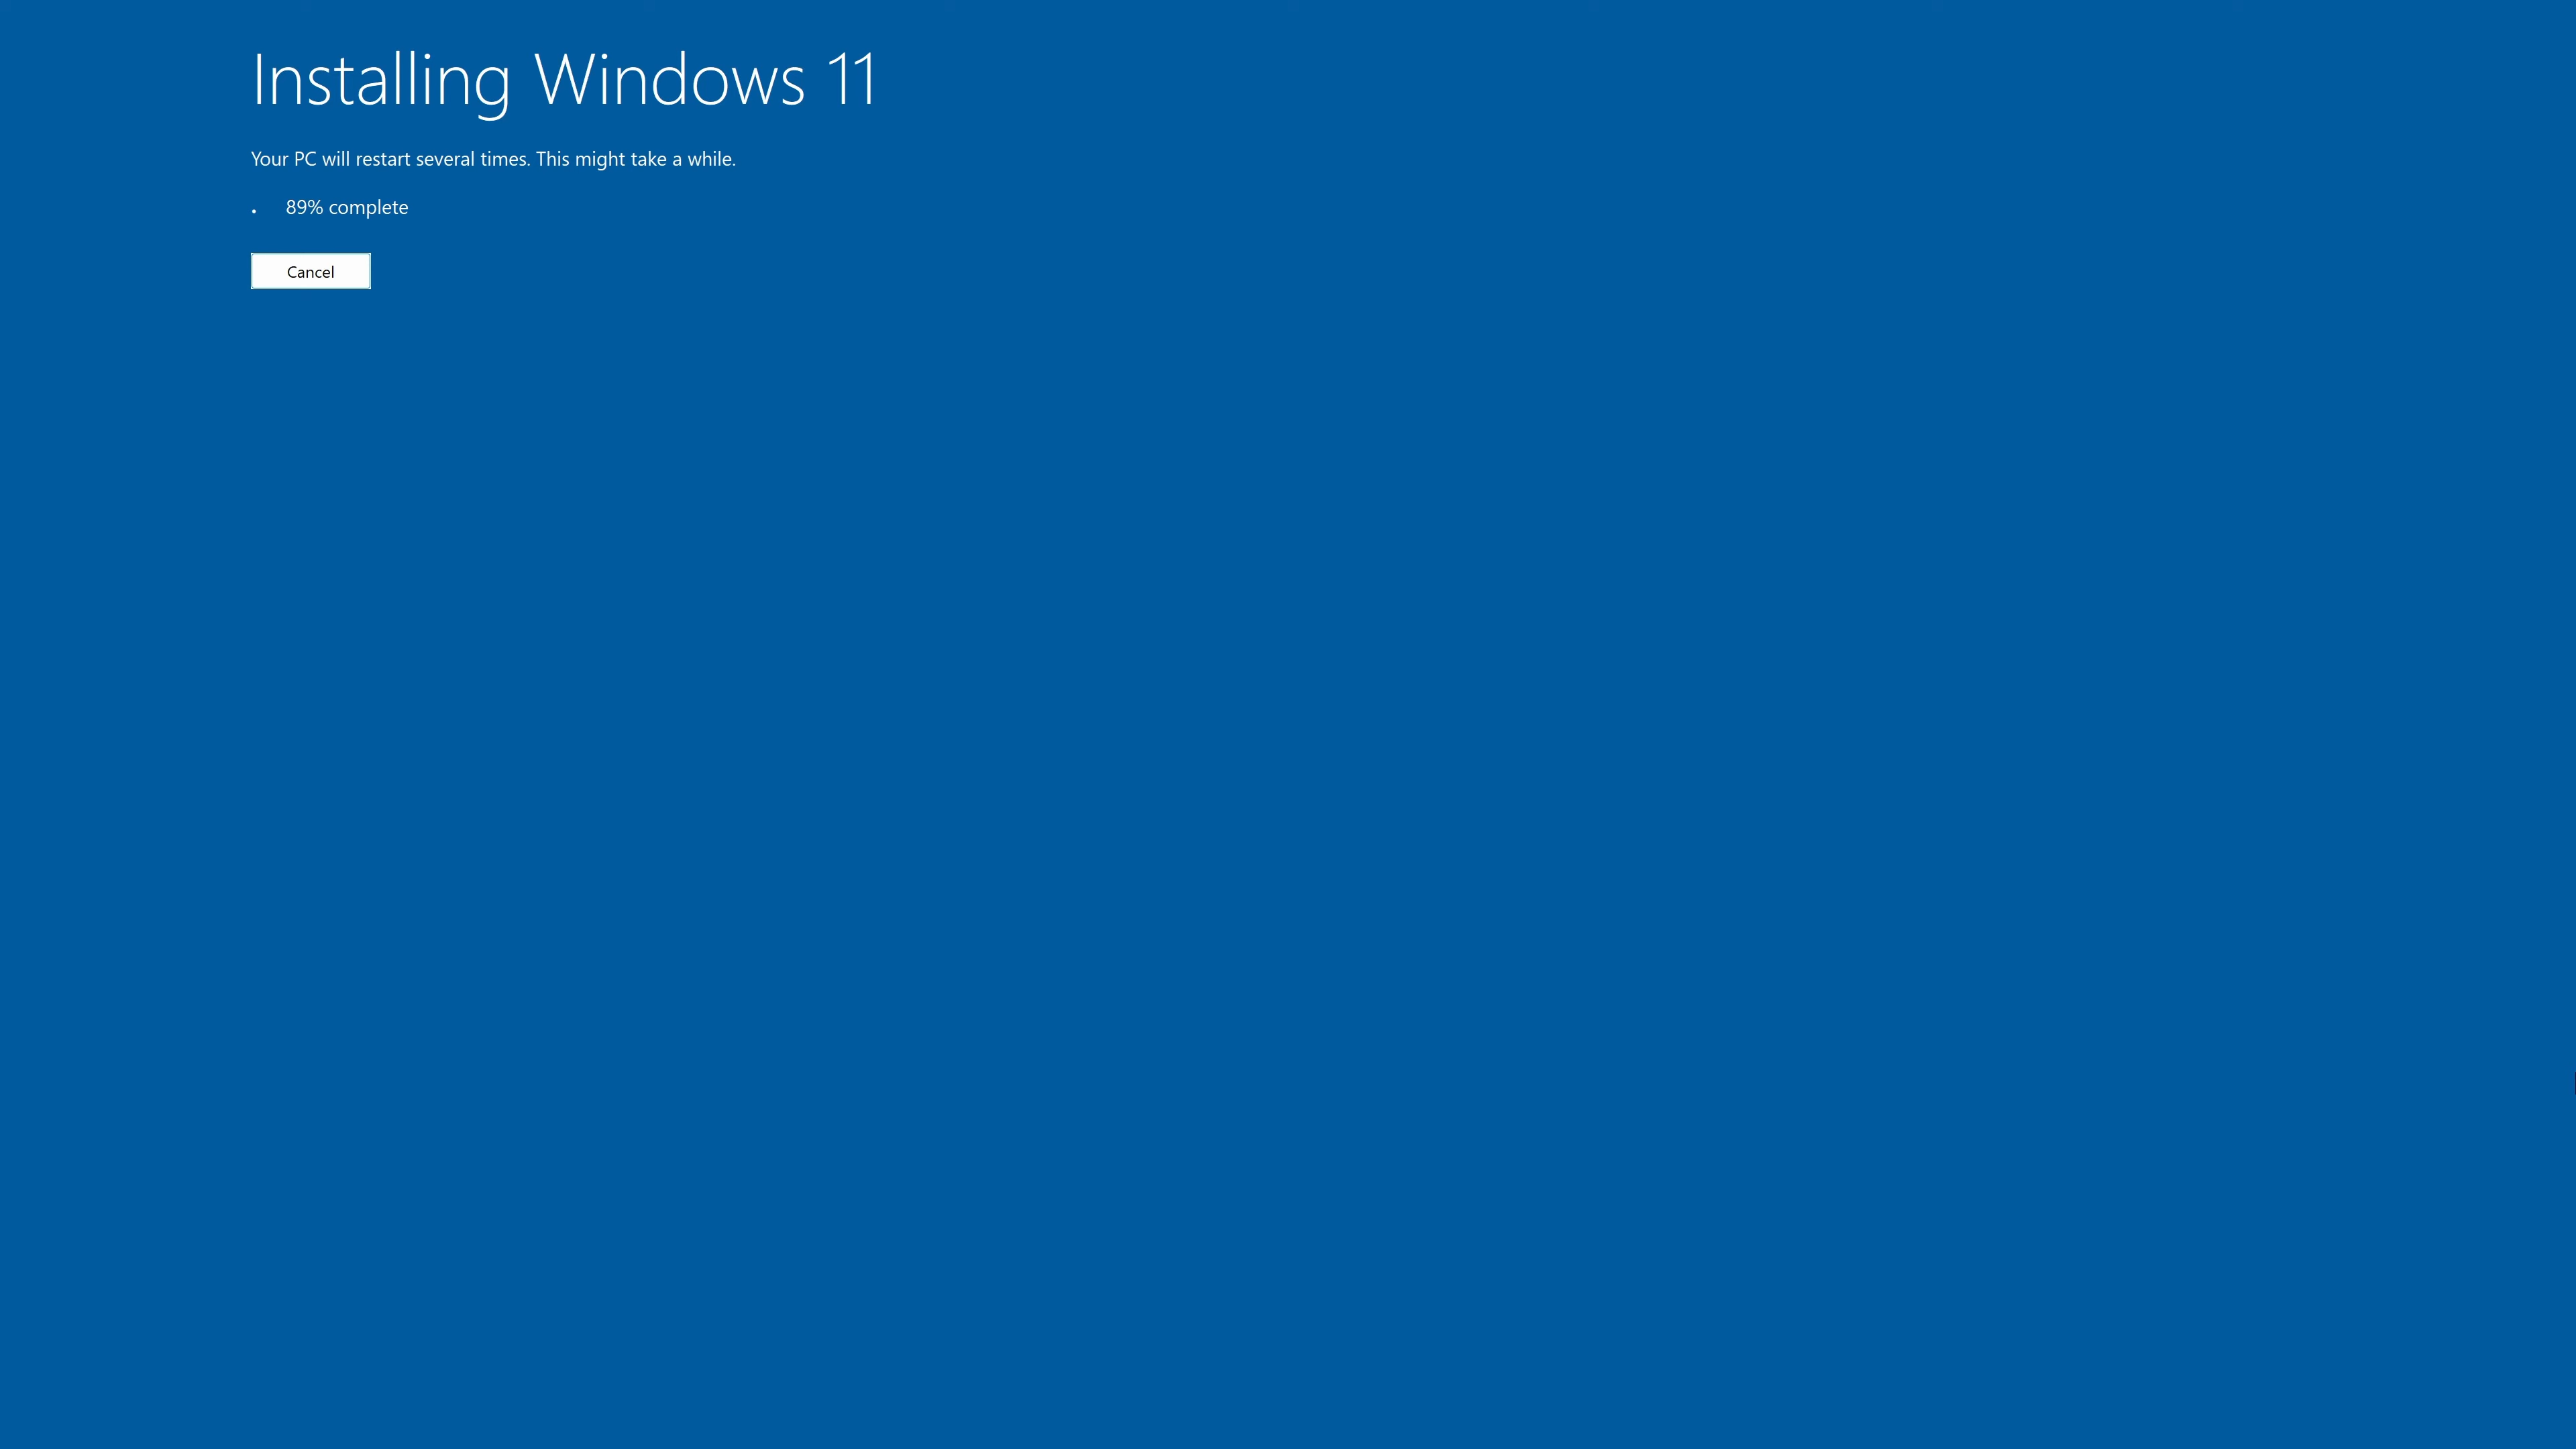 Installing Windows 11
Your PC will restart several times. This might take a while.
89% complete
Cancel